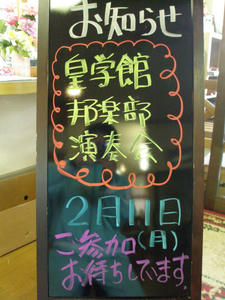 お知らせ
皇学館
邦楽部
演奏会
2月11日
(月)
ご参加
お待ちしています